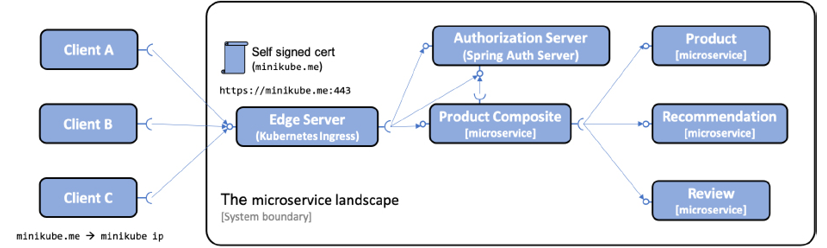 Client A
Client B
Client C
minikube.me → minikube ip
Self signed cert
(minikube.me)
https://minikube.me:443
Edge Server
(Kubernetes Ingress)
Authorization Server
(Spring Auth Server)
Product Composite
[microservice]
Product
[microservice]
Recommendation
[microservice]
Review
[microservice]
The microservice landscape
[System boundary]